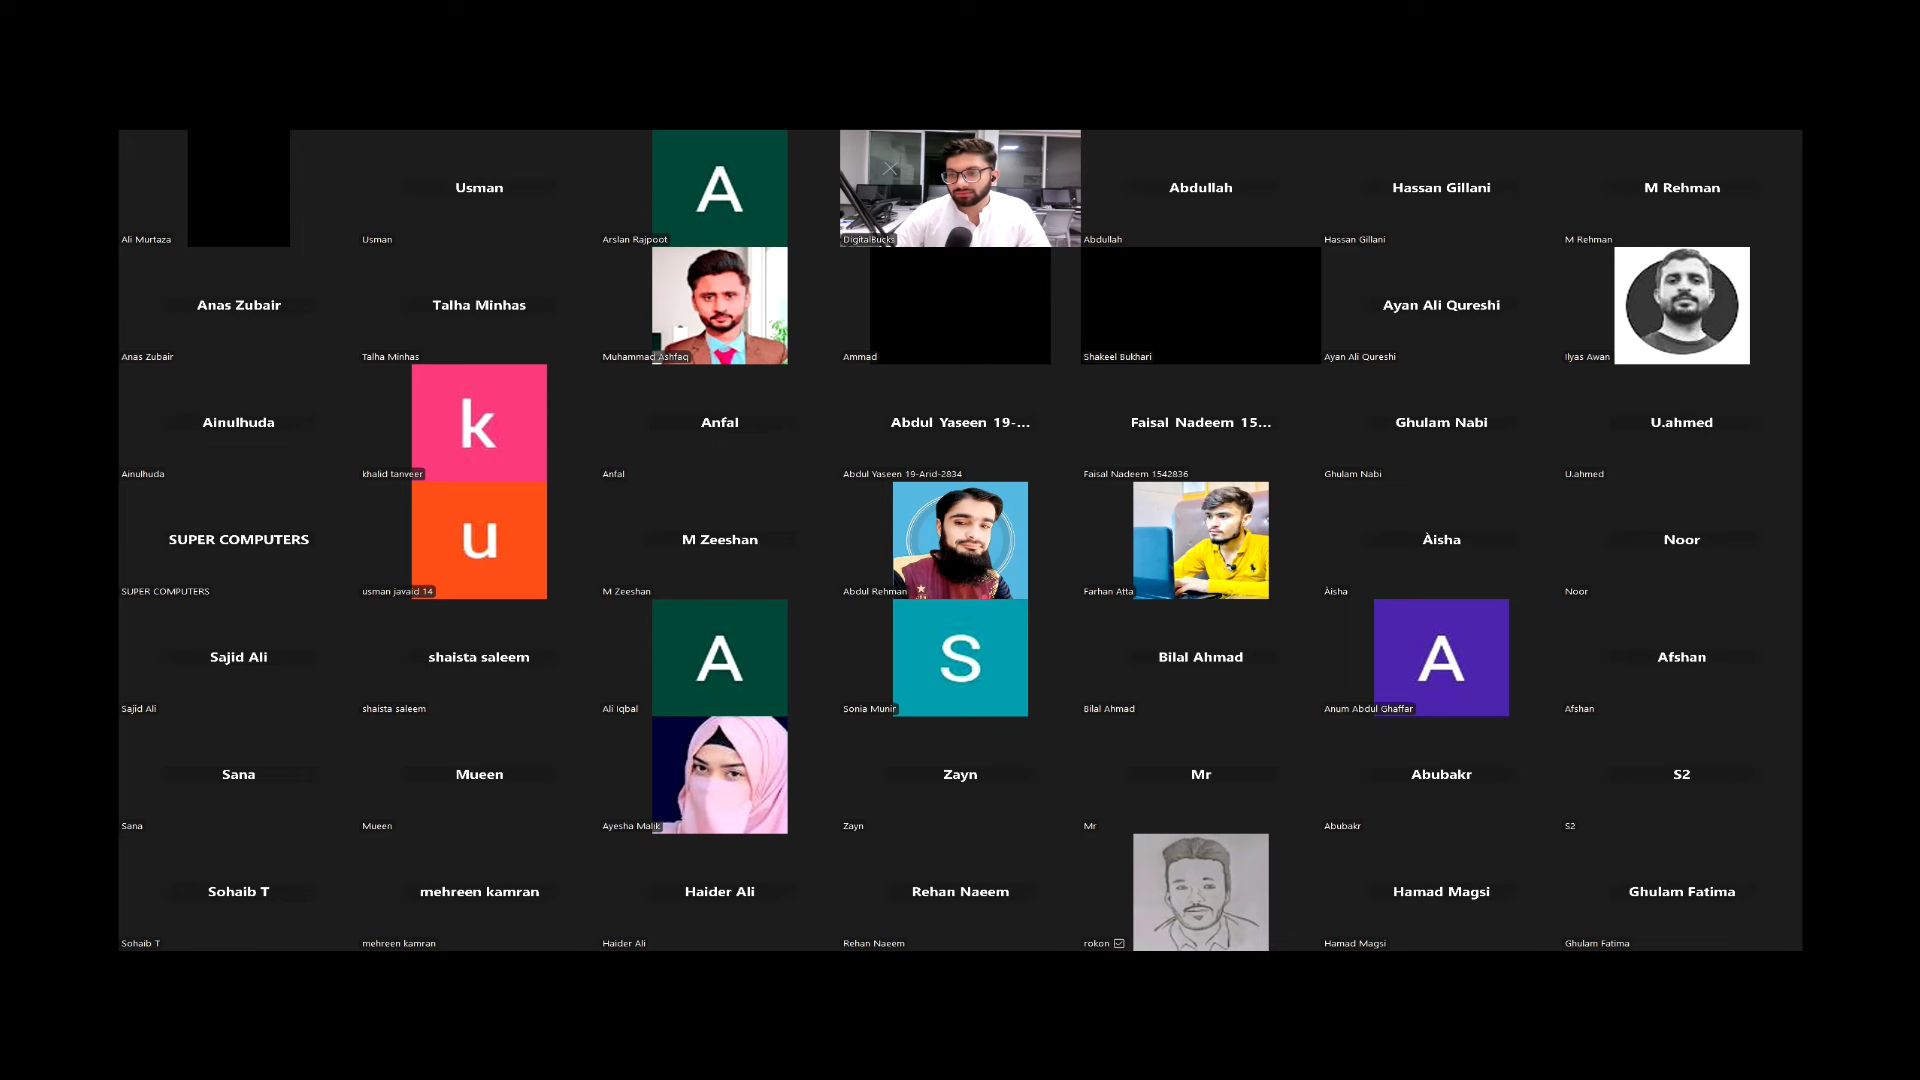 Usman
A
Abdullah
Hassan Gillani
M Rehman
Ali Murtaza
Usman
Arslan Rajpoot
DigitalBucks
Abdullah
Hassan Gillani
M Rehman
Anas Zubair
Talha Minhas
Ayan Ali Qureshi
Anas Zubair
Talha Minhas
Muhammad Ashfaq
Ammad
Shakeel Bukhari
Ayan Ali Qureshi
Ilyas Awan
Ainulhuda
k
Anfal
Abdul Yaseen 19-...
Faisal Nadeem 15...
Ghulam Nabi
U.ahmed
Ainulhuda
khalid tanveer
Anfal
Abdul Yaseen 19-Arid-2834
Faisal Nadeem 1542836
Ghulam Nabi
U.ahmed
SUPER COMPUTERS
u
M Zeeshan
Àisha
Noor
SUPER COMPUTERS
usman javaid 14
M Zeeshan
Abdul Rehman
Farhan Atta
Àisha
Noor
Sajid Ali
shaista saleem
A
S
Bilal Ahmad
A
Afshan
Sajid Ali
shaista saleem
Ali Iqbal
Sonia Munir
Bilal Ahmad
Anum Abdul Ghaffar
Afshan
Sana
Mueen
Zayn
Mr
Abubakr
S2
Sana
Mueen
Ayesha Malik
Zayn
Mr
Abubakr
S2
Sohaib T
mehreen kamran
Haider Ali
Rehan Naeem
Hamad Magsi
Ghulam Fatima
Sohaib T
mehreen kamran
Haider Ali
Rehan Naeem
rokon
Hamad Magsi
Ghulam Fatima